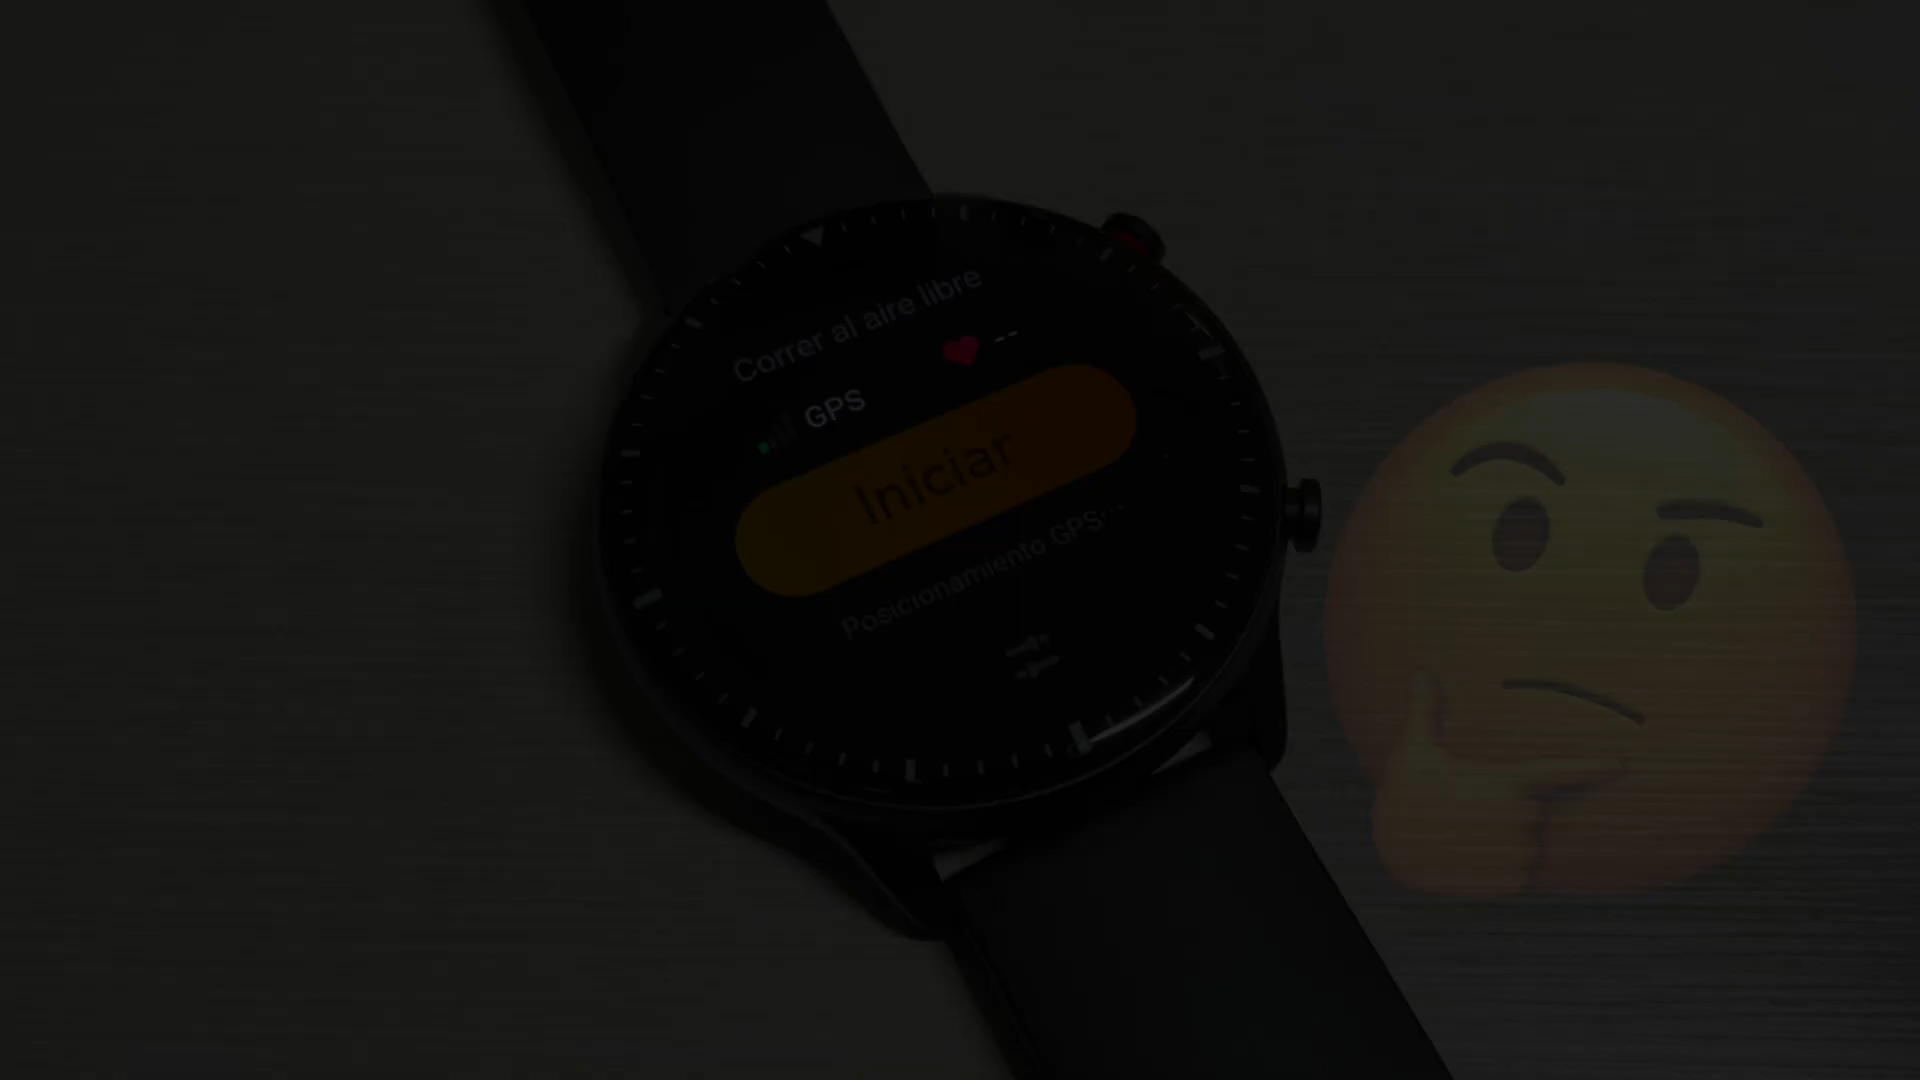 Correr al aire libre
GPS --
Iniciar
Posicionamiento GPS...